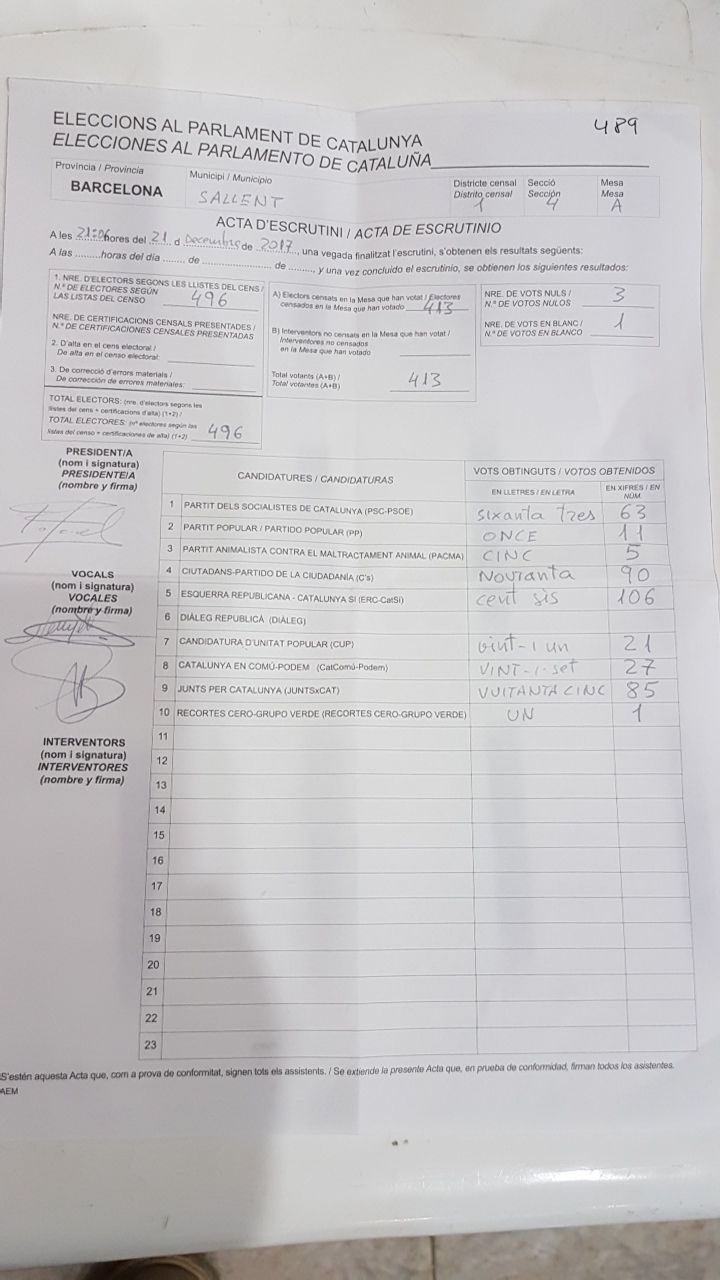 489
ELECCIONS AL PARLAMENT DE CATALUNYA
ELECCIONES AL PARLAMENTO DE CATALUÑA
Província / Provincia
BARCELONA
Municipi / Municipio
SALLENT
Districte censal
Distrito censal
1
Secció
Sección
4
Mesa
Mesa
A
ACTA D'ESCRUTINI / ACTA DE ESCRUTINIO
A les 21:06 hores del 21 d Decembre de 2017, una vegada finalitzat l'escrutini, s'obtenen els resultats següents:
A las .........horas del día ....... de ........................ de ........, y una vez concluido el escrutinio, se obtienen los siguientes resultados:
1. NRE. D'ELECTORS SEGONS LES LLISTES DEL CENS /
N.º DE ELECTORES SEGÚN
LAS LISTAS DEL CENSO 496
NRE. DE CERTIFICACIONS CENSALS PRESENTADES /
N.º DE CERTIFICACIONES CENSALES PRESENTADAS
2. D'alta en el cens electoral /
De alta en el censo electoral:
3. De correcció d'errors materials /
De corrección de errores materiales:
TOTAL ELECTORS: (nre. d'electors segons les
llistes del cens + certificacions d'alta) (1+2) /
TOTAL ELECTORES: (nº electores según las
listas del censo + certificaciones de alta) (1+2) 496
A) Electors censats en la Mesa que han votat / Electores
censados en la Mesa que han votado 413
B) Interventors no censats en la Mesa que han votat /
Interventores no censados
en la Mesa que han votado
Total votants (A+B) /
Total votantes (A+B) 413
NRE. DE VOTS NULS /
N.º DE VOTOS NULOS 3
NRE. DE VOTS EN BLANC /
N.º DE VOTOS EN BLANCO 1
PRESIDENT/A
(nom i signatura)
PRESIDENTE/A
(nombre y firma)
VOCALS
(nom i signatura)
VOCALES
(nombre y firma)
INTERVENTORS
(nom i signatura)
INTERVENTORES
(nombre y firma)
CANDIDATURES / CANDIDATURAS
VOTS OBTINGUTS / VOTOS OBTENIDOS
EN LLETRES / EN LETRA
EN XIFRES / EN NÚM.
1 PARTIT DELS SOCIALISTES DE CATALUNYA (PSC-PSOE) Sixanta tres 63
2 PARTIT POPULAR / PARTIDO POPULAR (PP) ONCE 11
3 PARTIT ANIMALISTA CONTRA EL MALTRACTAMENT ANIMAL (PACMA) CINC 5
4 CIUTADANS-PARTIDO DE LA CIUDADANÍA (C's) Novranta 90
5 ESQUERRA REPUBLICANA - CATALUNYA SÍ (ERC-CatSí) cent sis 106
6 DIÀLEG REPUBLICÀ (DIÀLEG)
7 CANDIDATURA D'UNITAT POPULAR (CUP) vint-i un 21
8 CATALUNYA EN COMÚ-PODEM (CatComú-Podem) VINT-i-set 27
9 JUNTS PER CATALUNYA (JUNTSxCAT) VUITANTA CINC 85
10 RECORTES CERO-GRUPO VERDE (RECORTES CERO-GRUPO VERDE) UN 1
11
12
13
14
15
16
17
18
19
20
21
22
23
S'estén aquesta Acta que, com a prova de conformitat, signen tots els assistents. / Se extiende la presente Acta que, en prueba de conformidad, firman todos los asistentes.
AEM